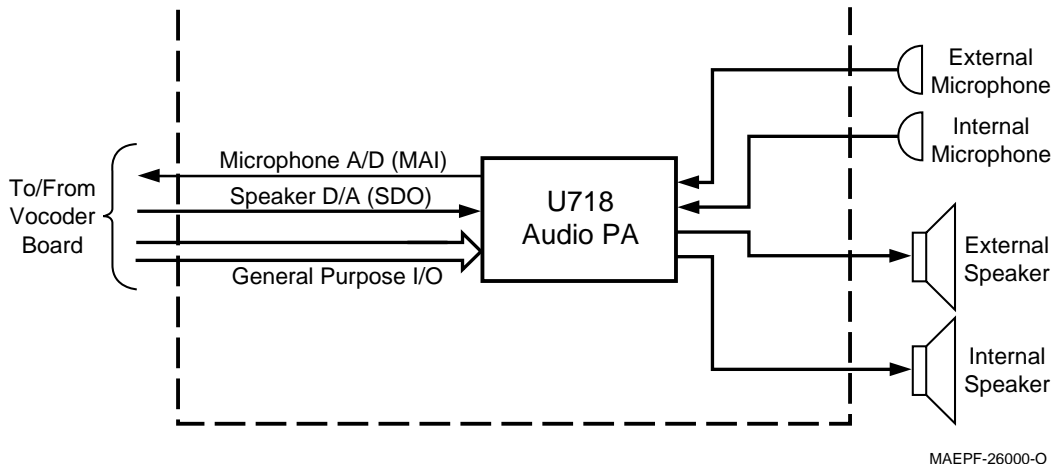 External
Microphone
Internal
Microphone
Microphone A/D (MAI)
To/From
Vocoder
Board
Speaker D/A (SDO)
General Purpose I/O
U718
Audio PA
External
Speaker
Internal
Speaker
MAEPF-26000-O